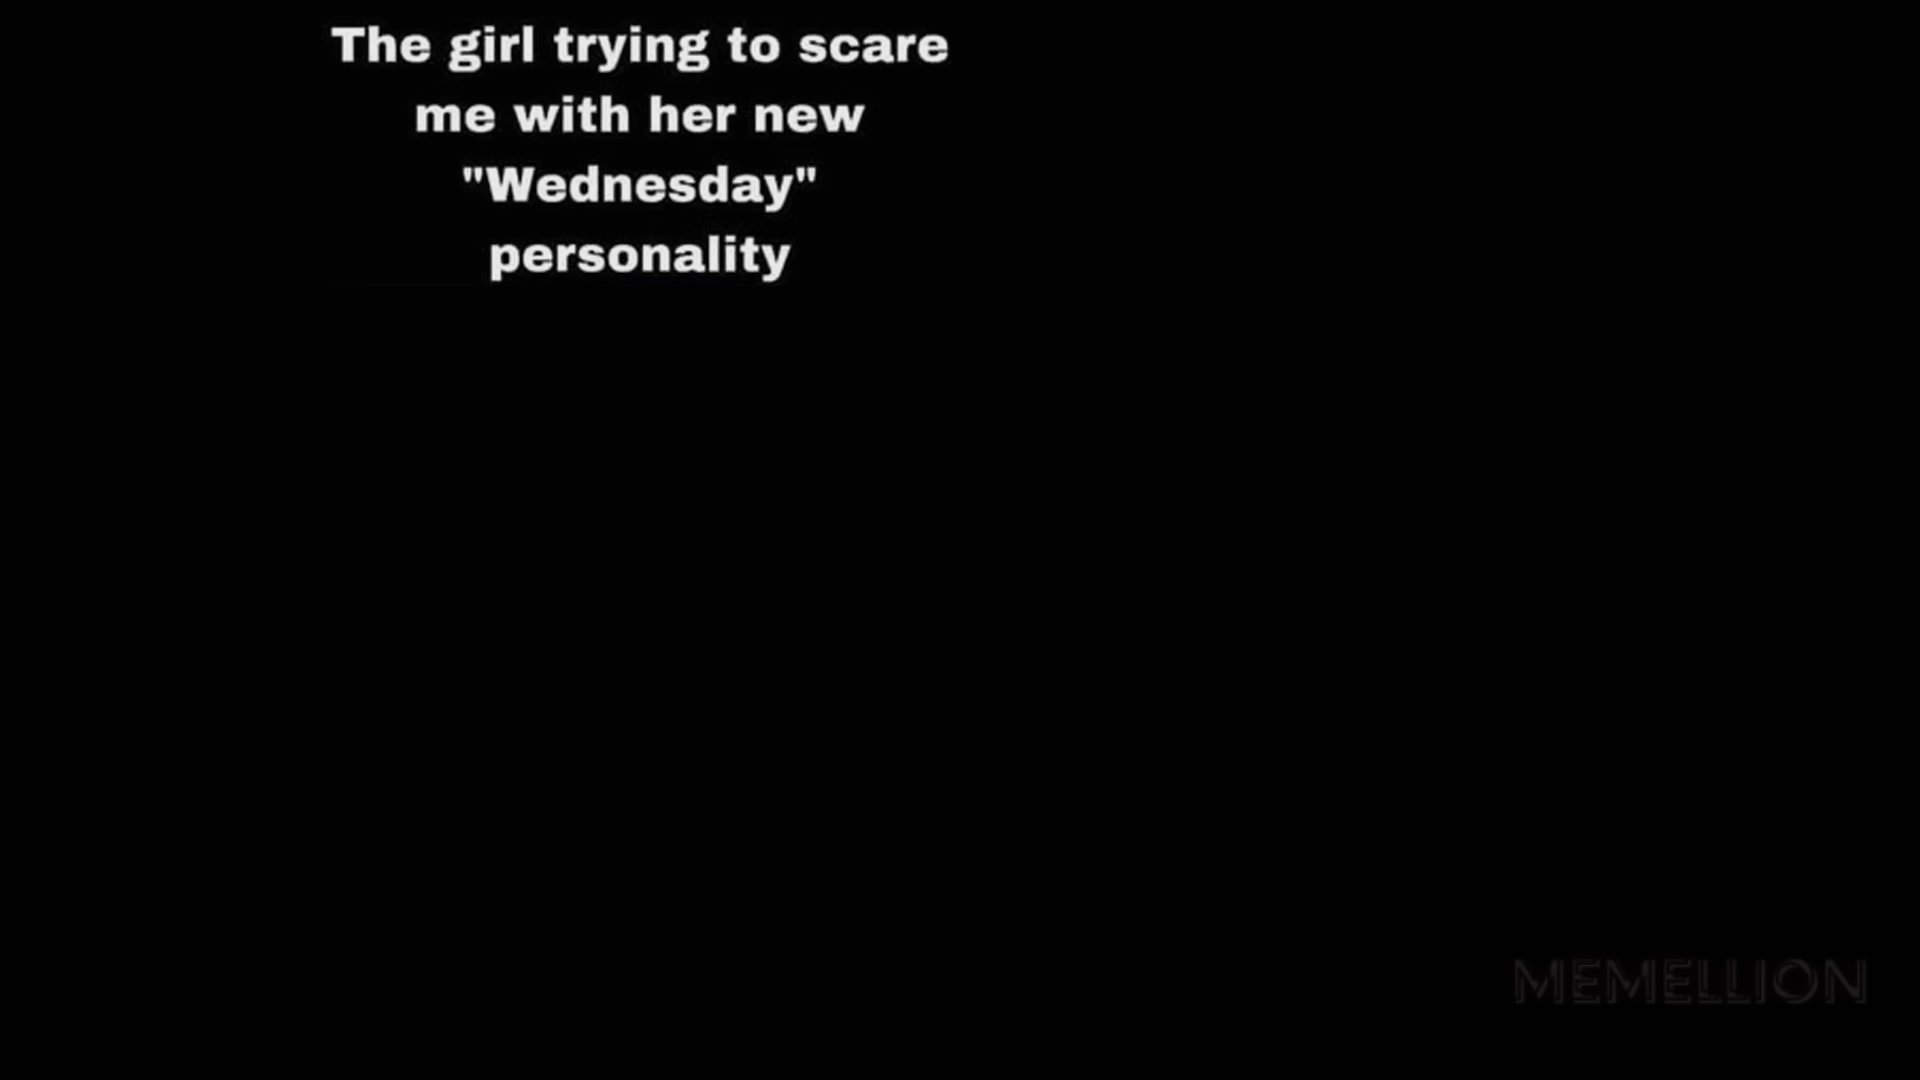 The girl trying to scare
me with her new
"Wednesday"
personality
MEMELLION